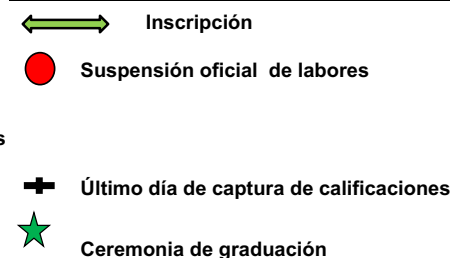 Inscripción
Suspensión oficial de labores
s
Último día de captura de calificaciones
Ceremonia de graduación